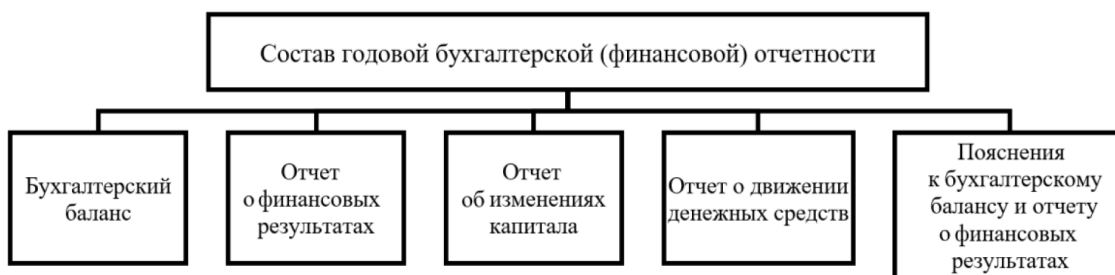 Состав годовой бухгалтерской (финансовой) отчетности
Бухгалтерский
баланс
Отчет
о финансовых
результатах
Отчет
об изменениях
капитала
Отчет о движении
денежных средств
Пояснения
к бухгалтерскому
балансу и отчету
о финансовых
результатах